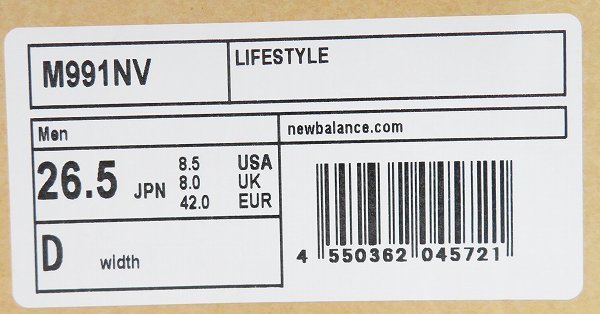 M991NV
LIFESTYLE
Men
newbalance.com
26.5 JPN
8.5 USA
8.0 UK
42.0 EUR
D width
4 550362 045721